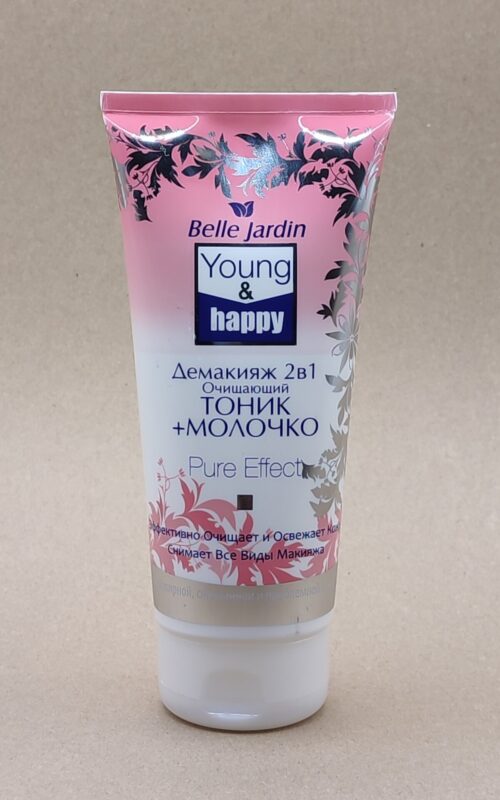 Belle Jardin
Young
&
happy
Демакияж 2в1
Очищающий
ТОНИК
+МОЛОЧКО
Pure Effect
Эффективно Очищает и Освежает Кожу
Снимает Все Виды Макияжа